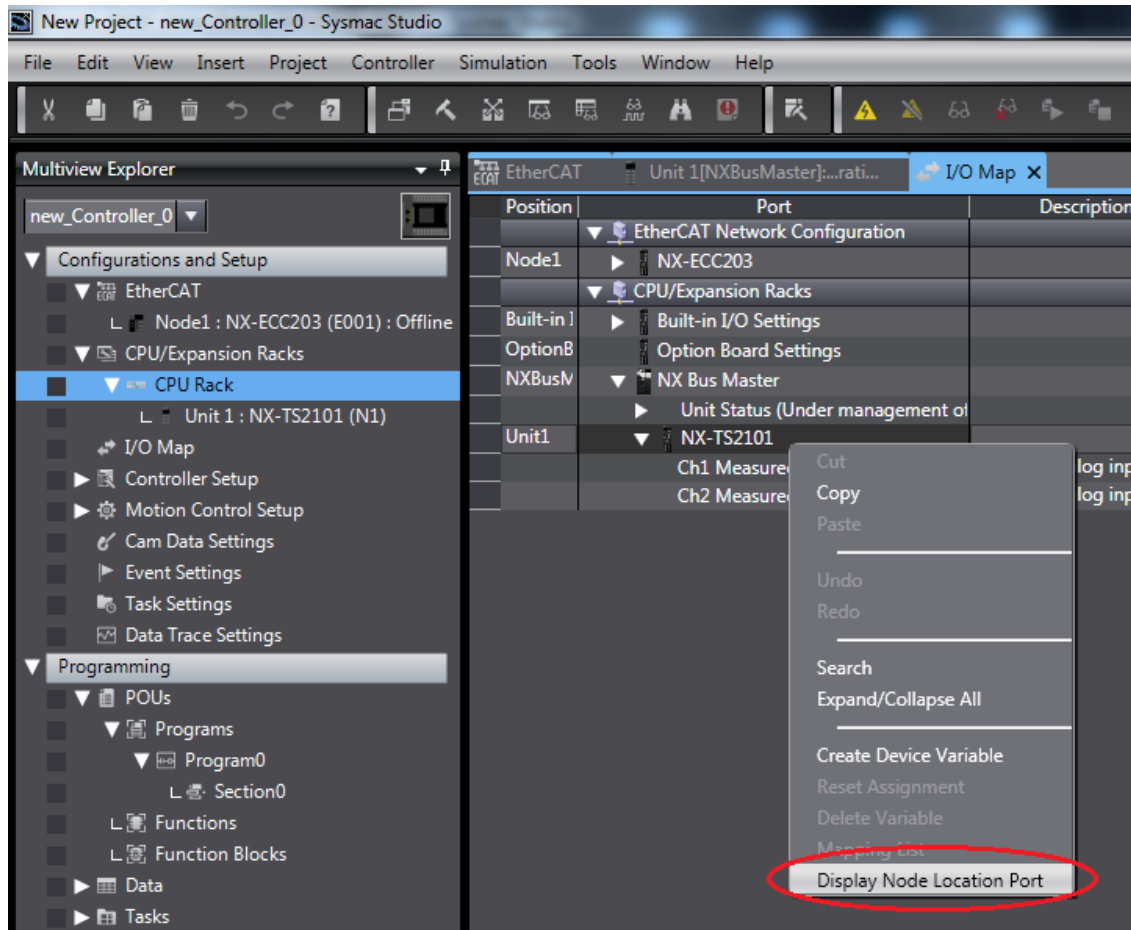 New Project - new_Controller_0 - Sysmac Studio
File Edit View Insert Project Controller Simulation Tools Window Help
Multiview Explorer
new_Controller_0
Configurations and Setup
EtherCAT
Node1 : NX-ECC203 (E001) : Offline
CPU/Expansion Racks
CPU Rack
Unit 1 : NX-TS2101 (N1)
I/O Map
Controller Setup
Motion Control Setup
Cam Data Settings
Event Settings
Task Settings
Data Trace Settings
Programming
POUs
Programs
Program0
Section0
Functions
Function Blocks
Data
Tasks
EtherCAT Unit 1[NXBusMaster]:...rati... I/O Map
Position Port Description
EtherCAT Network Configuration
Node1 NX-ECC203
CPU/Expansion Racks
Built-in I Built-in I/O Settings
OptionB Option Board Settings
NXBusM NX Bus Master
Unit Status (Under management of
Unit1 NX-TS2101
Ch1 Measure log inp
Ch2 Measure log inp
Cut
Copy
Paste
Undo
Redo
Search
Expand/Collapse All
Create Device Variable
Reset Assignment
Delete Variable
Mapping List
Display Node Location Port